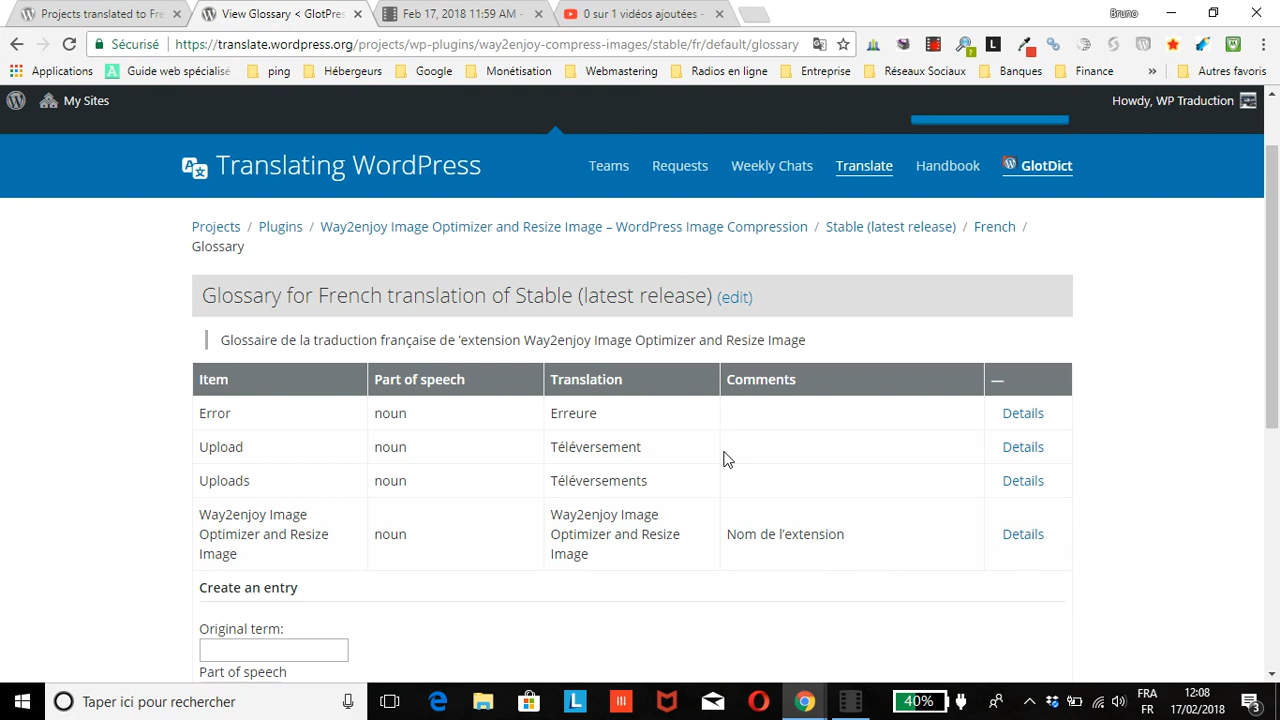 Projects translated to Fre
View Glossary < GlotPres
Feb 17, 2018 11:59 AM -
0 sur 1 vidéos ajoutées -
Bruno
Sécurisé
https://translate.wordpress.org/projects/wp-plugins/way2enjoy-compress-images/stable/fr/default/glossary
Applications
Guide web spécialisé
ping
Hébergeurs
Google
Monétisation
Webmastering
Radios en ligne
Entreprise
Réseaux Sociaux
Banques
Finance
»
Autres favoris
My Sites
Howdy, WP Traduction
Translating WordPress
Teams
Requests
Weekly Chats
Translate
Handbook
GlotDict
Projects / Plugins / Way2enjoy Image Optimizer and Resize Image – WordPress Image Compression / Stable (latest release) / French /
Glossary
Glossary for French translation of Stable (latest release) (edit)
Glossaire de la traduction française de ‘extension Way2enjoy Image Optimizer and Resize Image
Item Part of speech Translation Comments —
Error noun Erreure Details
Upload noun Téléversement Details
Uploads noun Téléversements Details
Way2enjoy Image Optimizer and Resize Image noun Way2enjoy Image Optimizer and Resize Image Nom de l’extension Details
Create an entry
Original term:
Part of speech
Taper ici pour rechercher
40%
FRA
FR
12:08
17/02/2018
3